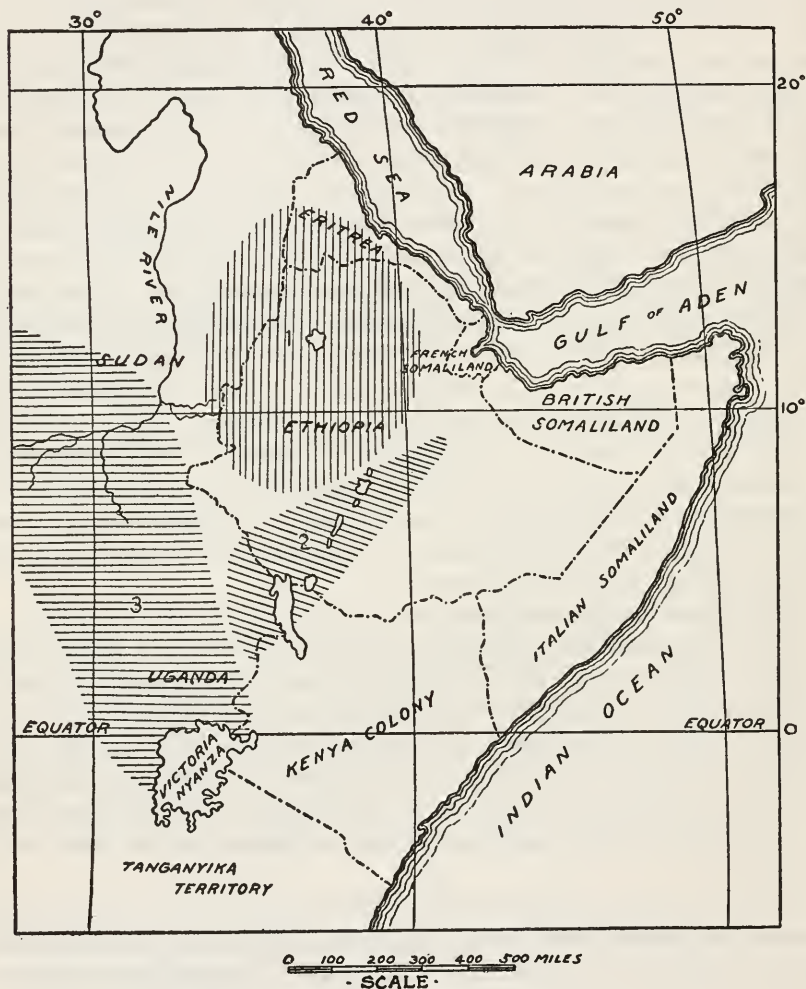 30°
40°
50°
20°
RED SEA
ARABIA
NILE RIVER
ERITREA
GULF OF ADEN
1
SUDAN
FRENCH
SOMALILAND
BRITISH
SOMALILAND
10°
ETHIOPIA
2
ITALIAN SOMALILAND
3
UGANDA
INDIAN OCEAN
KENYA COLONY
EQUATOR
EQUATOR
0
VICTORIA
NYANZA
TANGANYIKA
TERRITORY
0 100 200 300 400 500 MILES
· SCALE ·